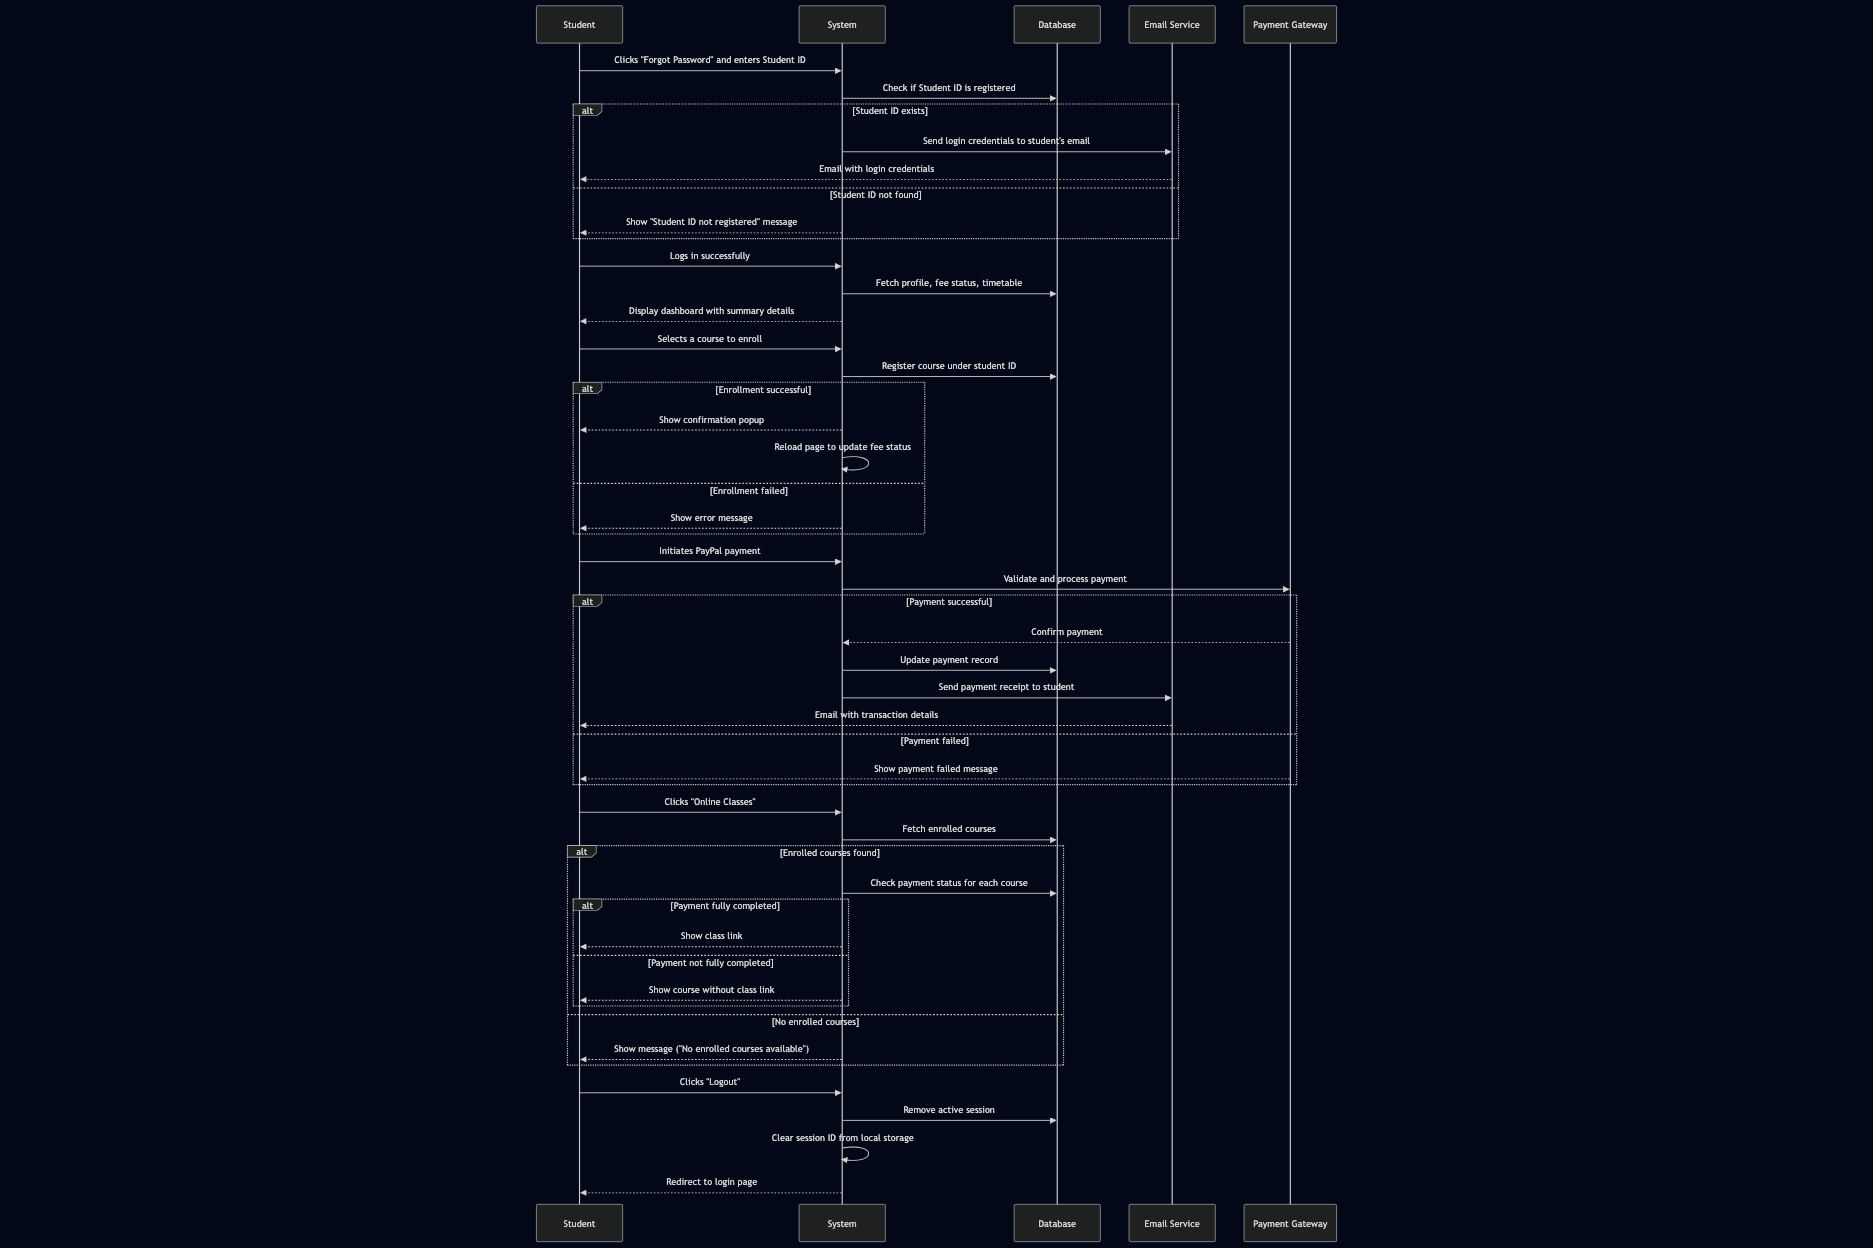 Student
System
Database
Email Service
Payment Gateway
Clicks "Forgot Password" and enters Student ID
Check if Student ID is registered
alt
[Student ID exists]
Send login credentials to student's email
Email with login credentials
[Student ID not found]
Show "Student ID not registered" message
Logs in successfully
Fetch profile, fee status, timetable
Display dashboard with summary details
Selects a course to enroll
Register course under student ID
alt
[Enrollment successful]
Show confirmation popup
Reload page to update fee status
[Enrollment failed]
Show error message
Initiates PayPal payment
Validate and process payment
alt
[Payment successful]
Confirm payment
Update payment record
Send payment receipt to student
Email with transaction details
[Payment failed]
Show payment failed message
Clicks "Online Classes"
Fetch enrolled courses
alt
[Enrolled courses found]
Check payment status for each course
alt
[Payment fully completed]
Show class link
[Payment not fully completed]
Show course without class link
[No enrolled courses]
Show message ("No enrolled courses available")
Clicks "Logout"
Remove active session
Clear session ID from local storage
Redirect to login page
Student
System
Database
Email Service
Payment Gateway